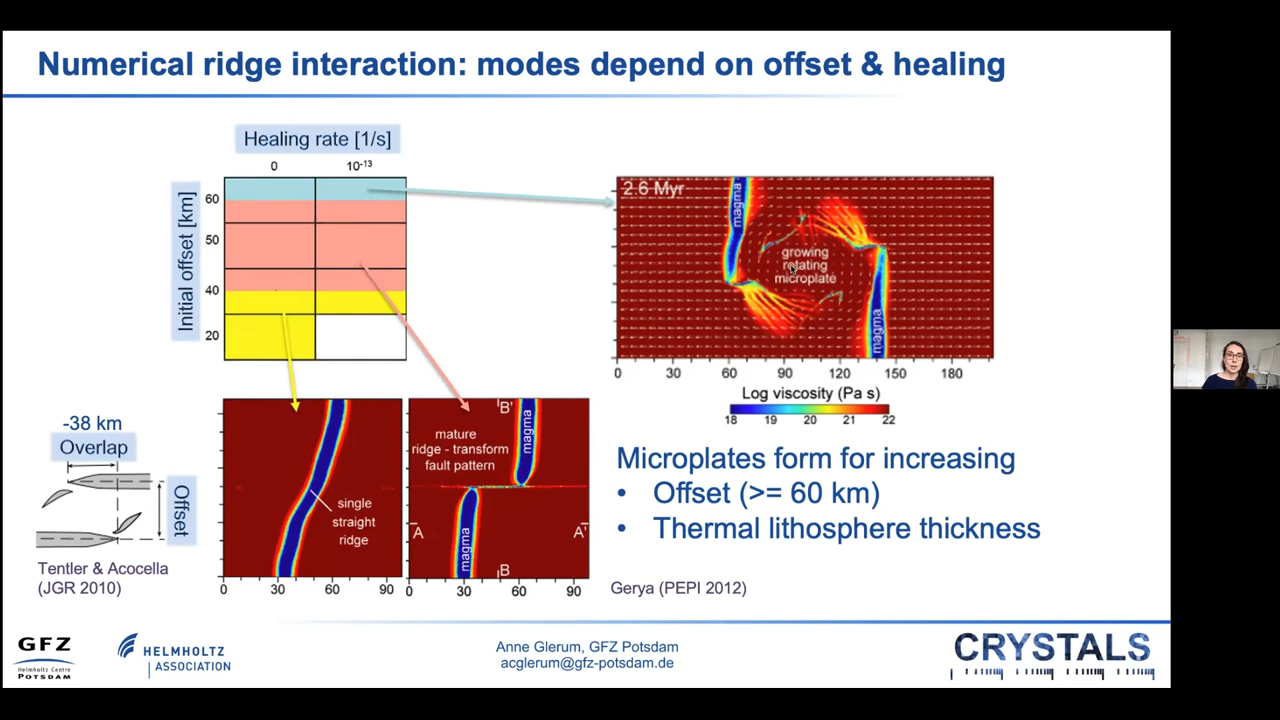 Numerical ridge interaction: modes depend on offset & healing
Healing rate [1/s]
0 10⁻¹³
Initial offset [km]
60
50
40
20
2.6 Myr
magma
growing
rotating
microplate
magma
0 30 60 90 120 150 180
Log viscosity (Pa s)
18 19 20 21 22
-38 km
Overlap
Offset
Tentler & Acocella
(JGR 2010)
single
straight
ridge
0 30 60 90
B'
mature
ridge - transform
fault pattern
magma
A A'
magma
B
0 30 60 90
Microplates form for increasing
• Offset (>= 60 km)
• Thermal lithosphere thickness
Gerya (PEPI 2012)
GFZ
Helmholtz Centre
POTSDAM
HELMHOLTZ
ASSOCIATION
Anne Glerum, GFZ Potsdam
acglerum@gfz-potsdam.de
CRYSTALS